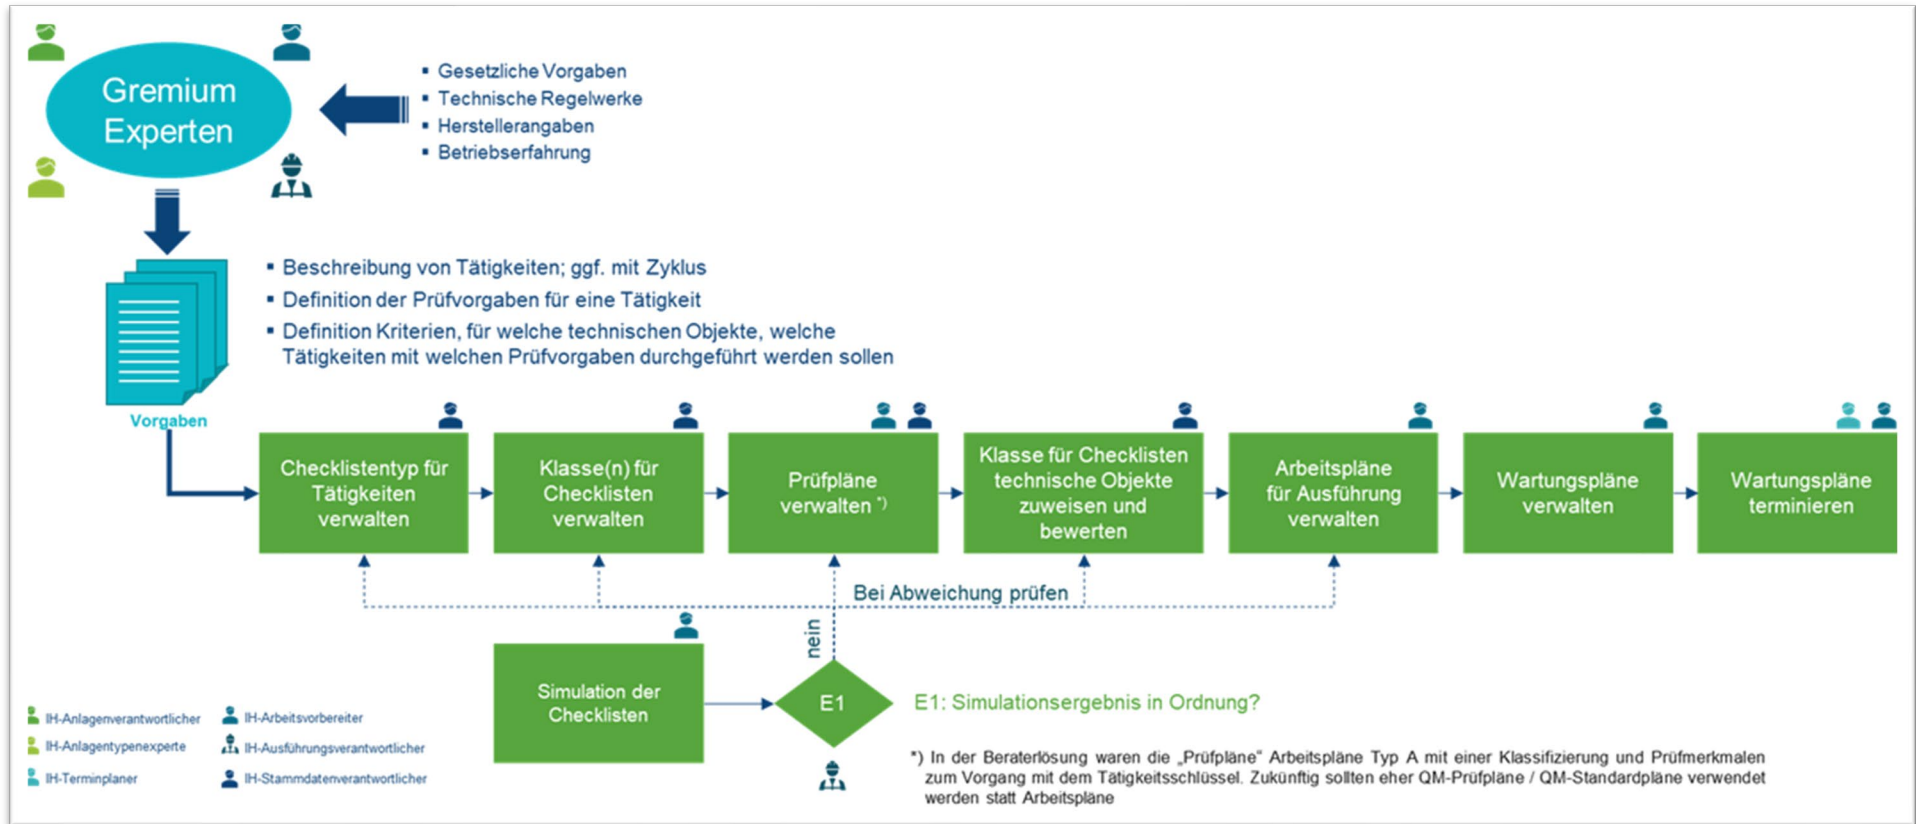 Gremium
Experten
▪ Gesetzliche Vorgaben
▪ Technische Regelwerke
▪ Herstellerangaben
▪ Betriebserfahrung
▪ Beschreibung von Tätigkeiten; ggf. mit Zyklus
▪ Definition der Prüfvorgaben für eine Tätigkeit
▪ Definition Kriterien, für welche technischen Objekte, welche
Tätigkeiten mit welchen Prüfvorgaben durchgeführt werden sollen
Vorgaben
Checklistentyp für
Tätigkeiten
verwalten
Klasse(n) für
Checklisten
verwalten
Prüfpläne
verwalten *)
Klasse für Checklisten
technische Objekte
zuweisen und
bewerten
Arbeitspläne
für Ausführung
verwalten
Wartungspläne
verwalten
Wartungspläne
terminieren
Bei Abweichung prüfen
nein
Simulation der
Checklisten
E1
E1: Simulationsergebnis in Ordnung?
IH-Anlagenverantwortlicher
IH-Anlagentypenexperte
IH-Terminplaner
IH-Arbeitsvorbereiter
IH-Ausführungsverantwortlicher
IH-Stammdatenverantwortlicher
*) In der Beraterlösung waren die „Prüfpläne“ Arbeitspläne Typ A mit einer Klassifizierung und Prüfmerkmalen
zum Vorgang mit dem Tätigkeitsschlüssel. Zukünftig sollten eher QM-Prüfpläne / QM-Standardpläne verwendet
werden statt Arbeitspläne